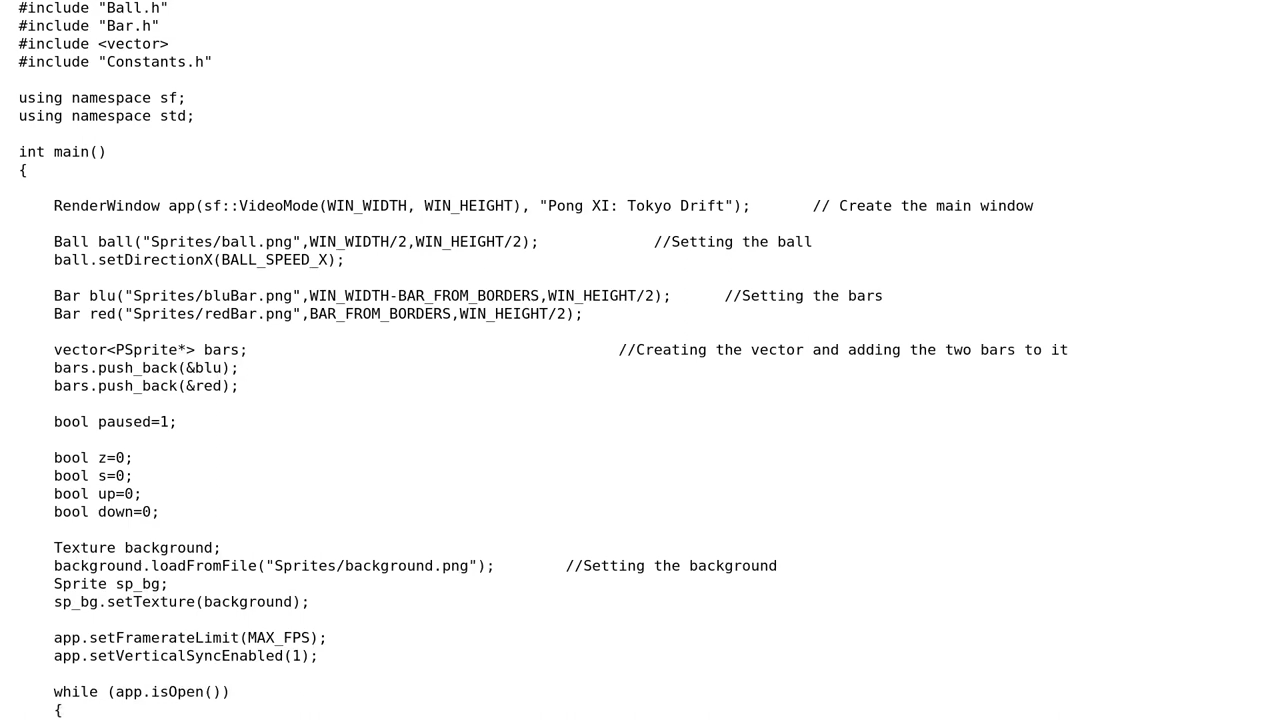 #include "Ball.h"
#include "Bar.h"
#include <vector>
#include "Constants.h"

using namespace sf;
using namespace std;

int main()
{

    RenderWindow app(sf::VideoMode(WIN_WIDTH, WIN_HEIGHT), "Pong XI: Tokyo Drift");       // Create the main window

    Ball ball("Sprites/ball.png",WIN_WIDTH/2,WIN_HEIGHT/2);             //Setting the ball
    ball.setDirectionX(BALL_SPEED_X);

    Bar blu("Sprites/bluBar.png",WIN_WIDTH-BAR_FROM_BORDERS,WIN_HEIGHT/2);      //Setting the bars
    Bar red("Sprites/redBar.png",BAR_FROM_BORDERS,WIN_HEIGHT/2);

    vector<PSprite*> bars;                                          //Creating the vector and adding the two bars to it
    bars.push_back(&blu);
    bars.push_back(&red);

    bool paused=1;

    bool z=0;
    bool s=0;
    bool up=0;
    bool down=0;

    Texture background;
    background.loadFromFile("Sprites/background.png");        //Setting the background
    Sprite sp_bg;
    sp_bg.setTexture(background);

    app.setFramerateLimit(MAX_FPS);
    app.setVerticalSyncEnabled(1);

    while (app.isOpen())
    {